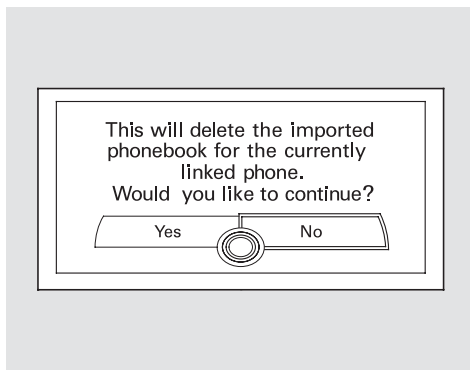 This will delete the imported
phonebook for the currently
linked phone.
Would you like to continue?
Yes No